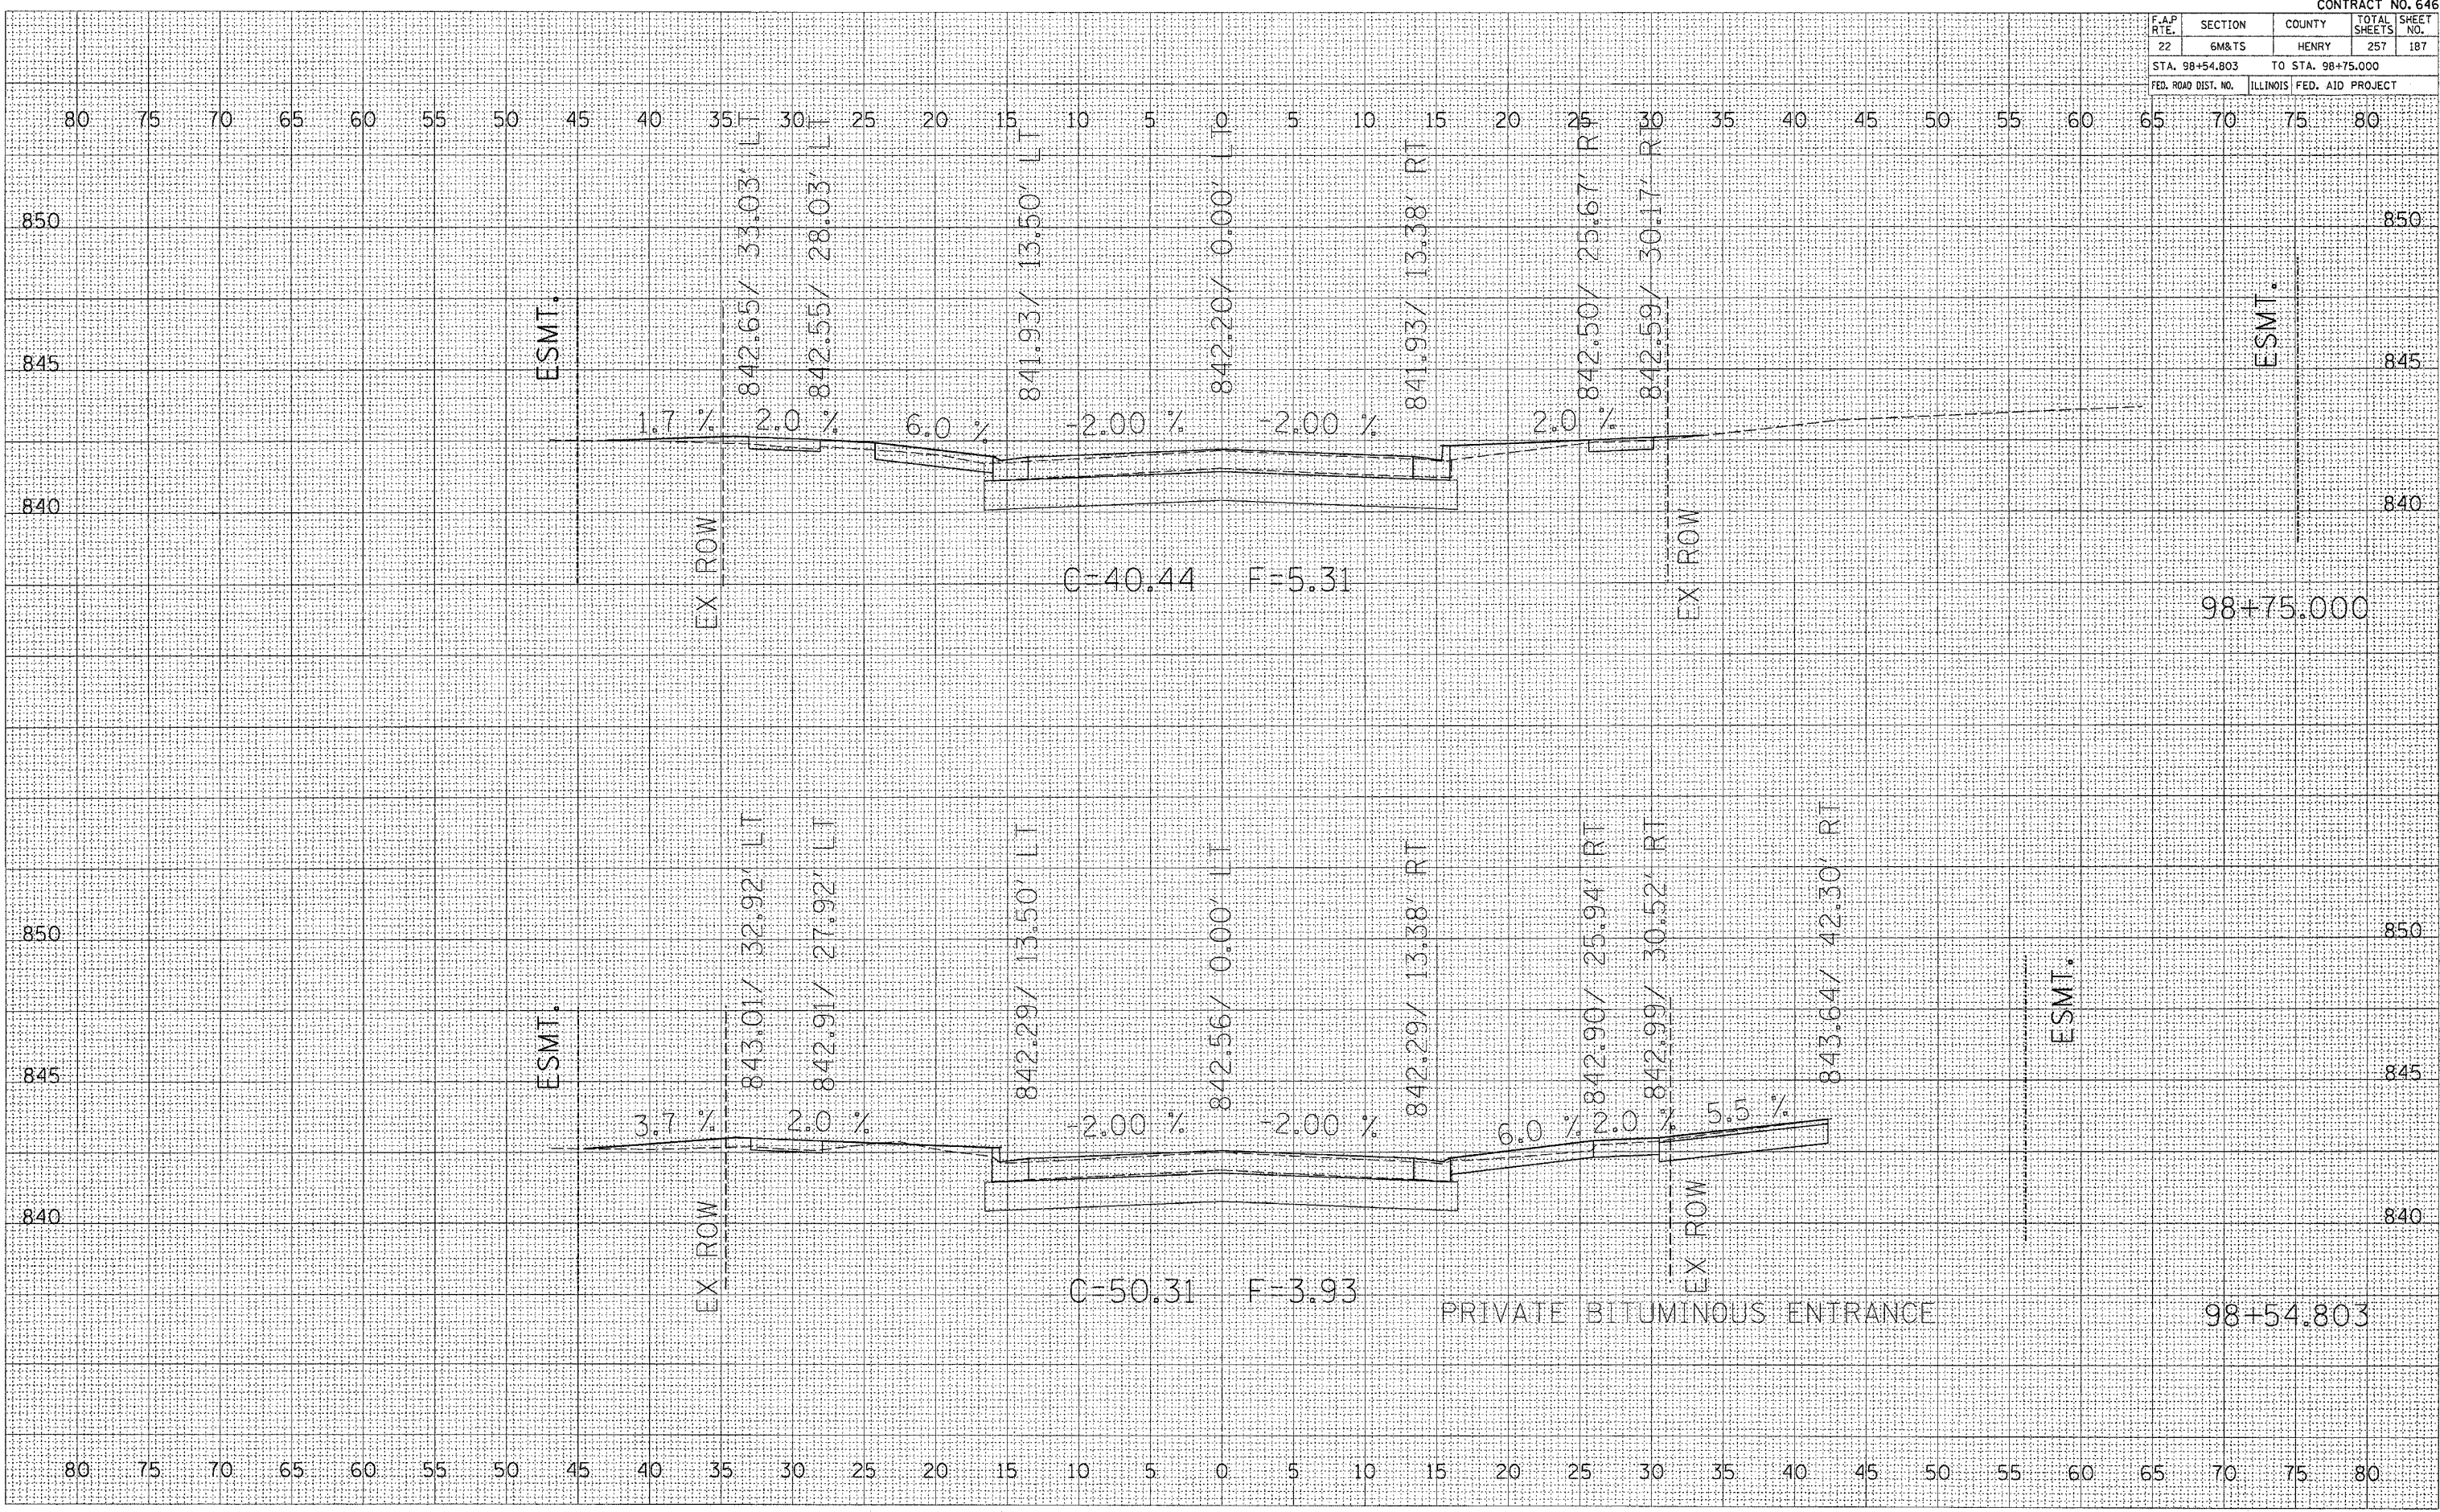 CONTRACT NO. 646
F.A.P. RTE. SECTION COUNTY TOTAL SHEETS SHEET NO.
22 6M&TS HENRY 257 187
STA. 98+54.803 TO STA. 98+75.000
FED. ROAD DIST. NO. ILLINOIS FED. AID PROJECT
80 75 70 65 60 55 50 45 40 35 30 25 20 15 10 5 0 5 10 15 20 25 30 35 40 45 50 55 60 65 70 75 80
842.65/ 33.03' LT
842.55/ 28.03' LT
841.93/ 13.50' LT
842.20/ 0.00' LT
841.93/ 13.38' RT
842.50/ 25.67' RT
842.59/ 30.17' RT
850 850
ESMT. ESMT.
845 845
1.7 % 2.0 % 6.0 % -2.00 % -2.00 % 2.0 %
840 840
EX ROW EX ROW
C=40.44 F=5.31
98+75.000
843.01/ 32.92' LT
842.91/ 27.92' LT
842.29/ 13.50' LT
842.56/ 0.00' LT
842.29/ 13.38' RT
842.90/ 25.94' RT
842.99/ 30.52' RT
843.64/ 42.30' RT
850 850
ESMT. ESMT.
845 845
3.7 % 2.0 % -2.00 % -2.00 % 6.0 % 2.0 % 5.5 %
840 840
EX ROW EX ROW
C=50.31 F=3.93
PRIVATE BITUMINOUS ENTRANCE
98+54.803
80 75 70 65 60 55 50 45 40 35 30 25 20 15 10 5 0 5 10 15 20 25 30 35 40 45 50 55 60 65 70 75 80